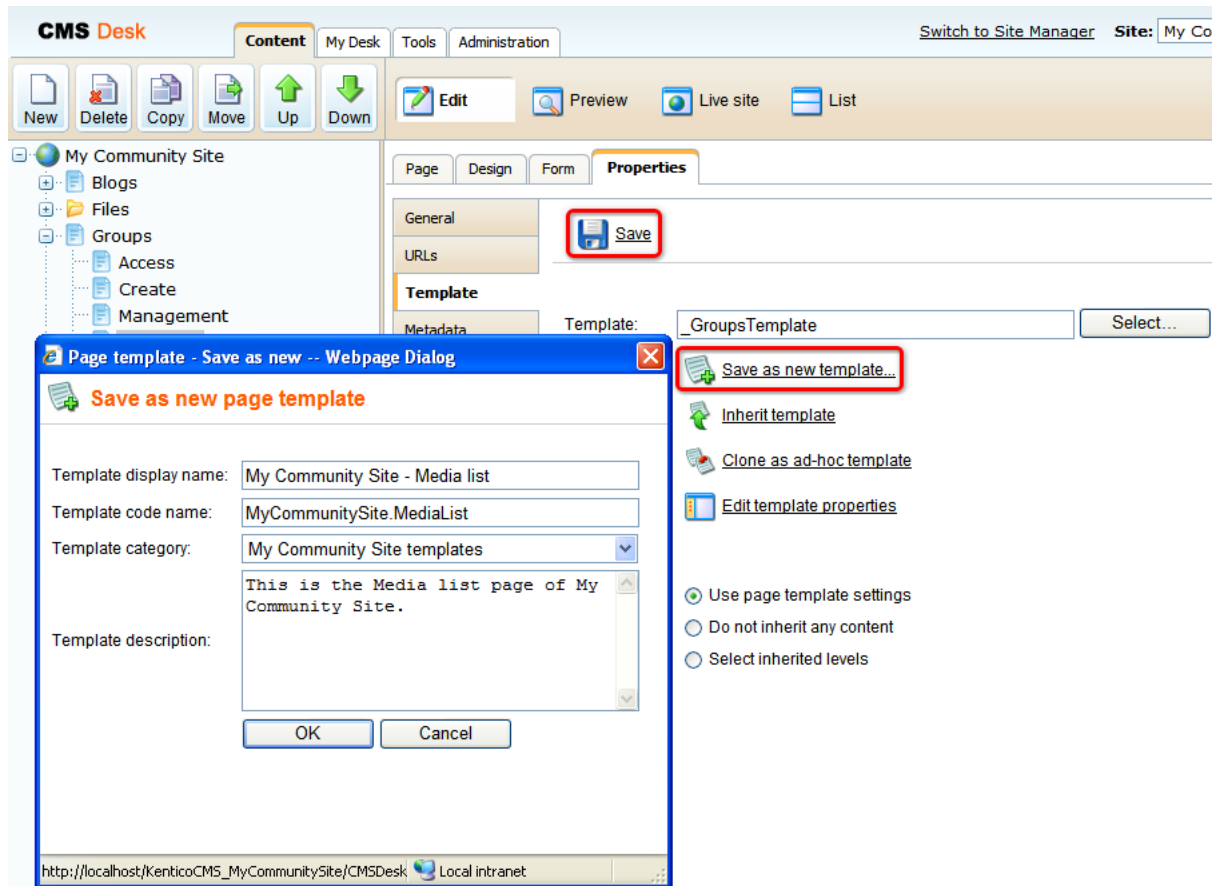 CMS Desk
Content
My Desk
Tools
Administration
Switch to Site Manager
Site: My Co
New
Delete
Copy
Move
Up
Down
Edit
Preview
Live site
List
My Community Site
Blogs
Files
Groups
Access
Create
Management
Page
Design
Form
Properties
General
URLs
Template
Metadata
Save
Template: _GroupsTemplate
Select...
Save as new template...
Inherit template
Clone as ad-hoc template
Edit template properties
Use page template settings
Do not inherit any content
Select inherited levels
Page template - Save as new -- Webpage Dialog
Save as new page template
Template display name: My Community Site - Media list
Template code name: MyCommunitySite.MediaList
Template category: My Community Site templates
Template description:
This is the Media list page of My
Community Site.
OK
Cancel
http://localhost/KenticoCMS_MyCommunitySite/CMSDesk
Local intranet